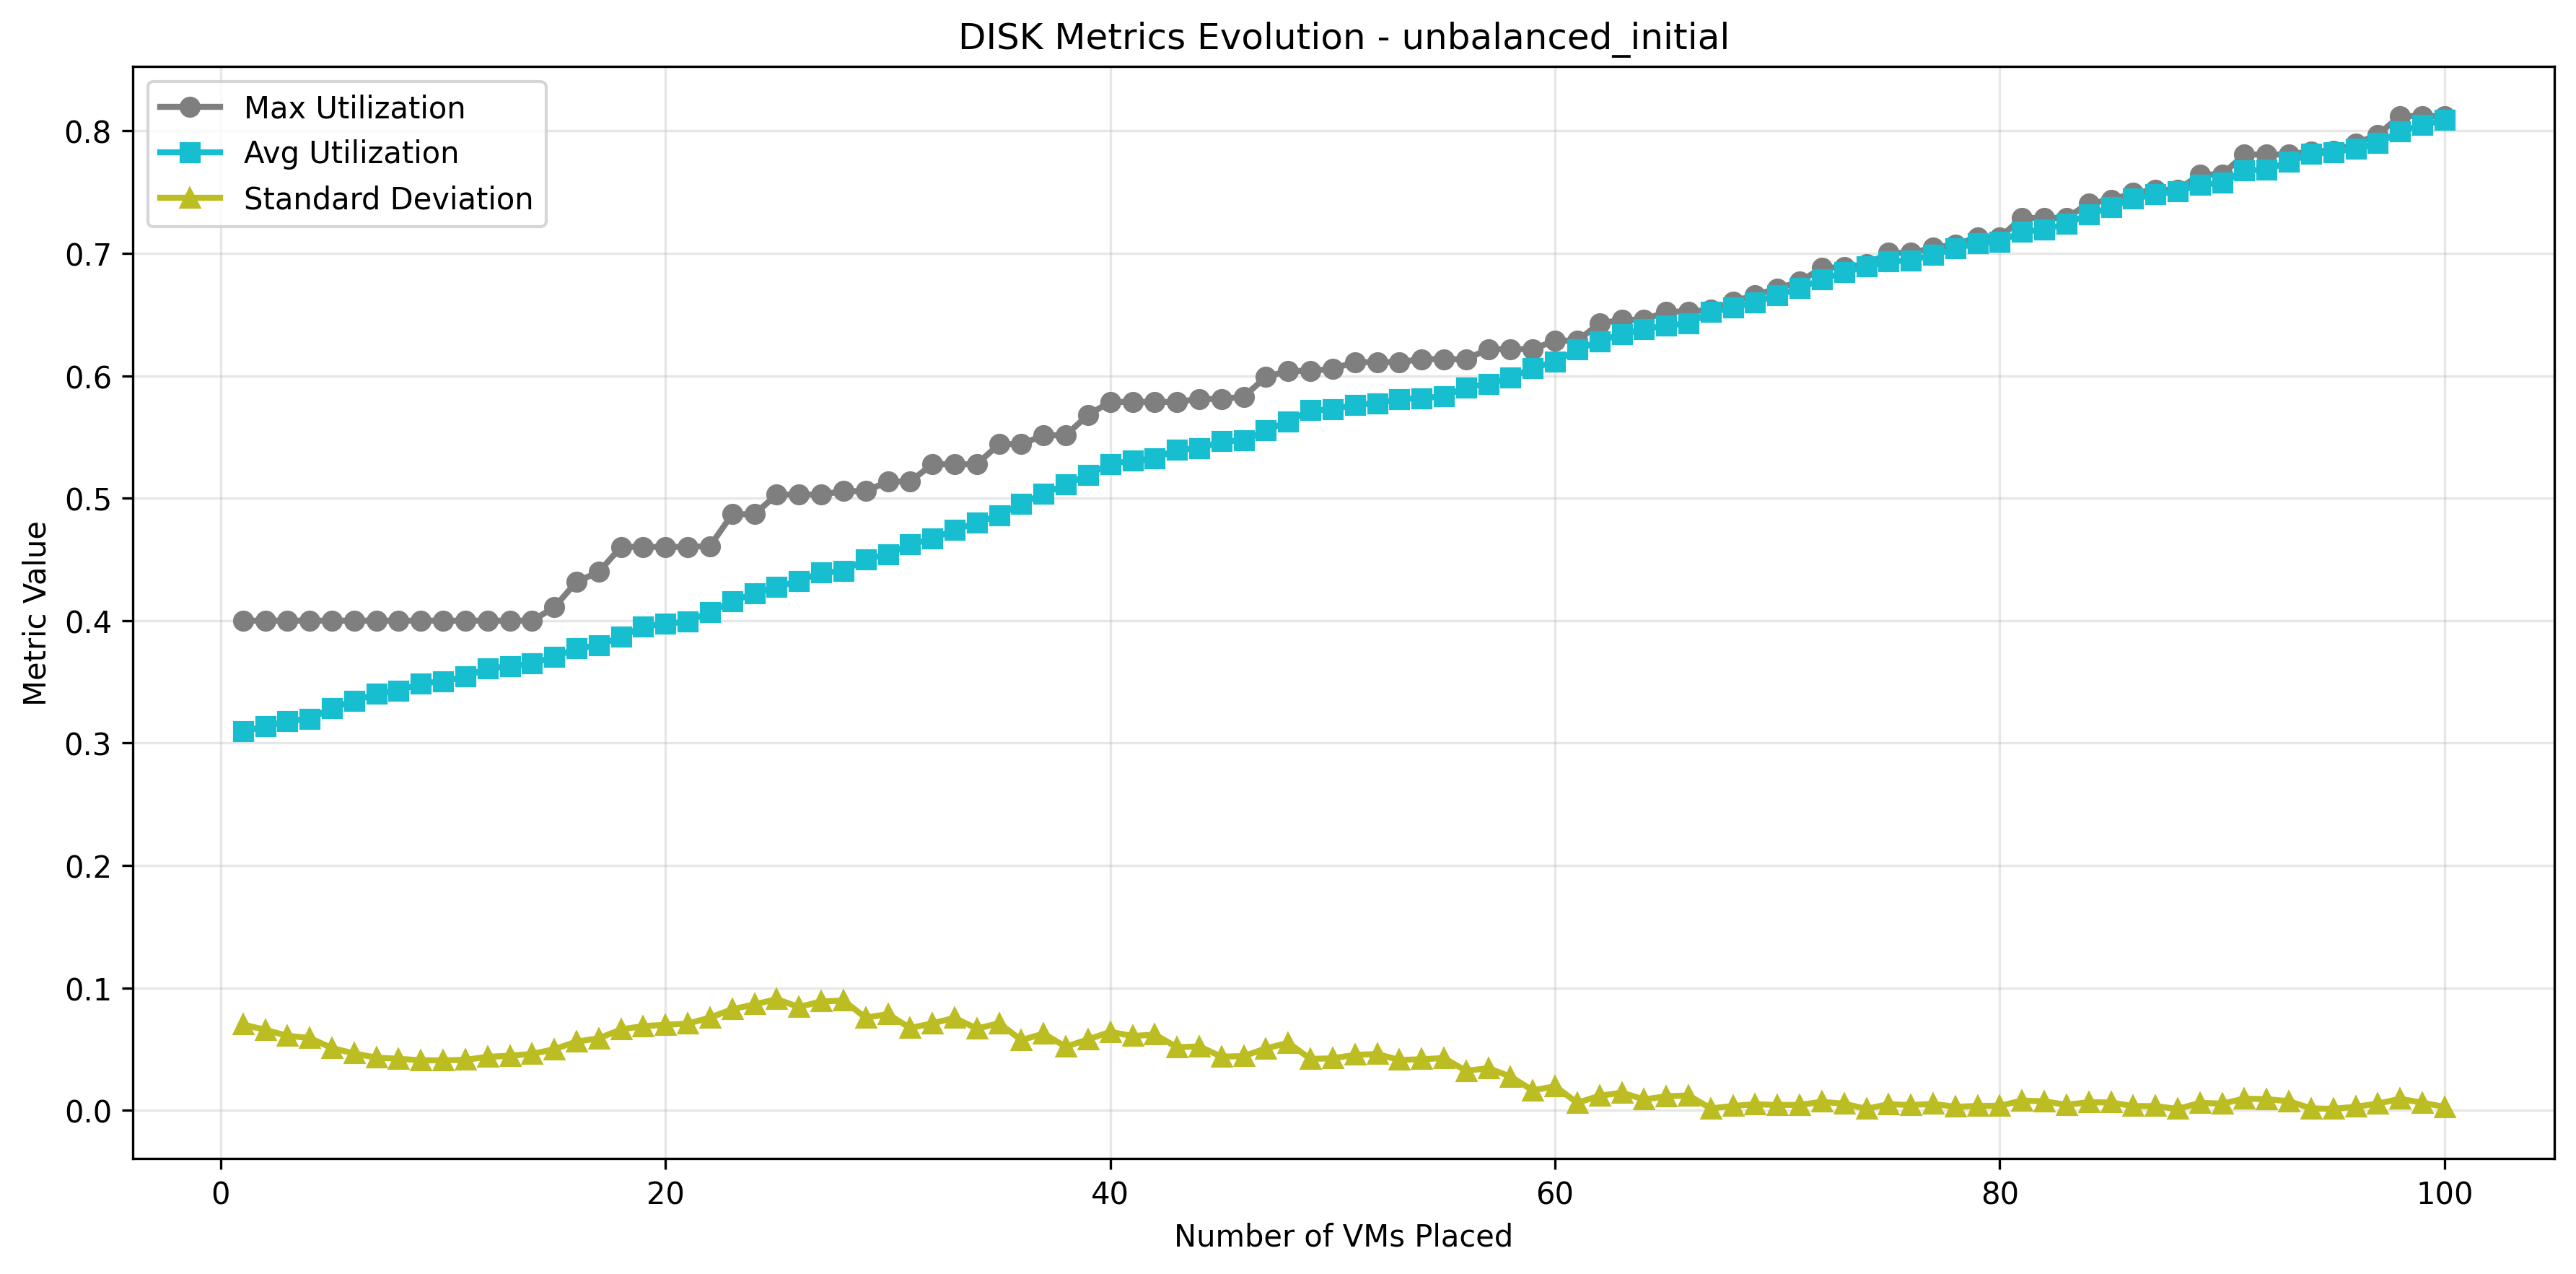 DISK Metrics Evolution - unbalanced_initial
Max Utilization
Avg Utilization
Standard Deviation
Metric Value
0.8
0.7
0.6
0.5
0.4
0.3
0.2
0.1
0.0
0 20 40 60 80 100
Number of VMs Placed